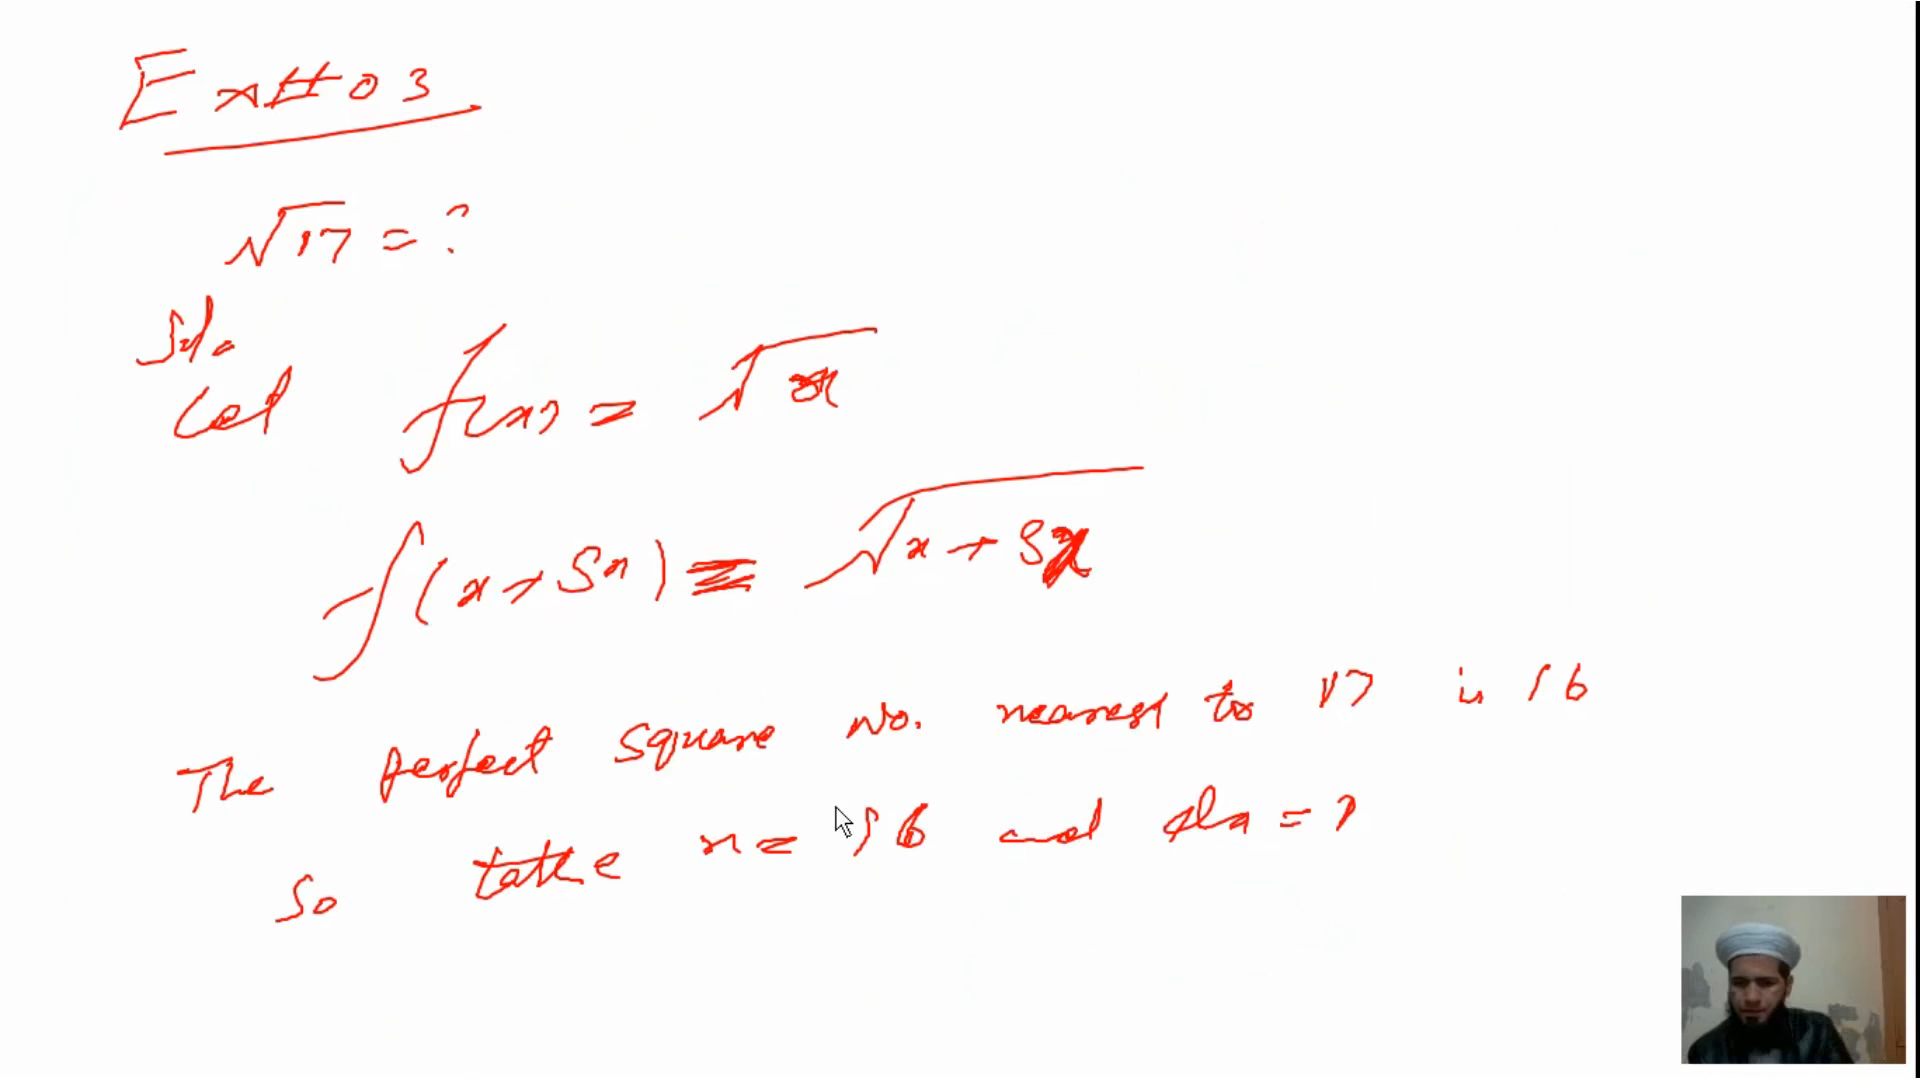 Ex#03
√17 = ?
Sol.
Let f(x) = √x
f(x+δx) = √x+δx
The perfect square No. nearest to 17 is 16
So take x = 16 and dx = 1